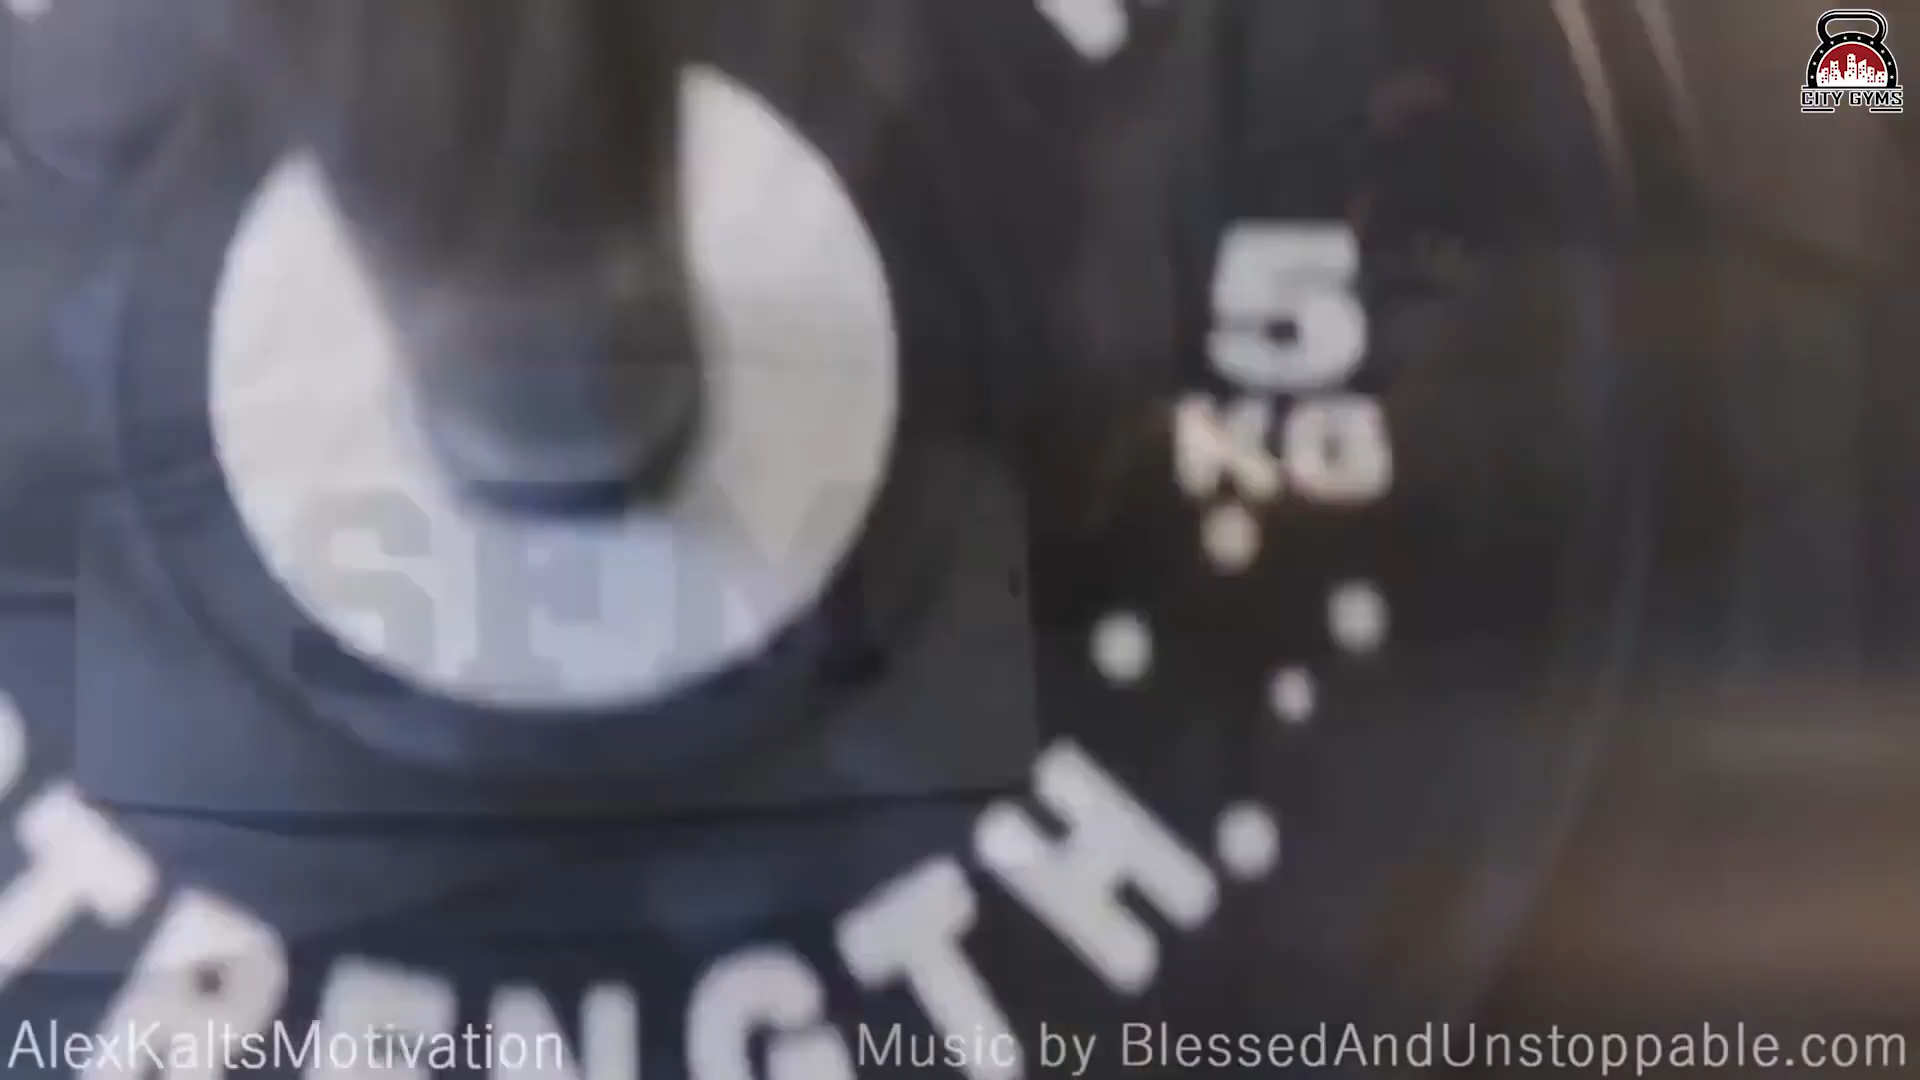 CITY GYMS
5
KG
STRENGTH
AlexKaltsMotivation
Music by BlessedAndUnstoppable.com